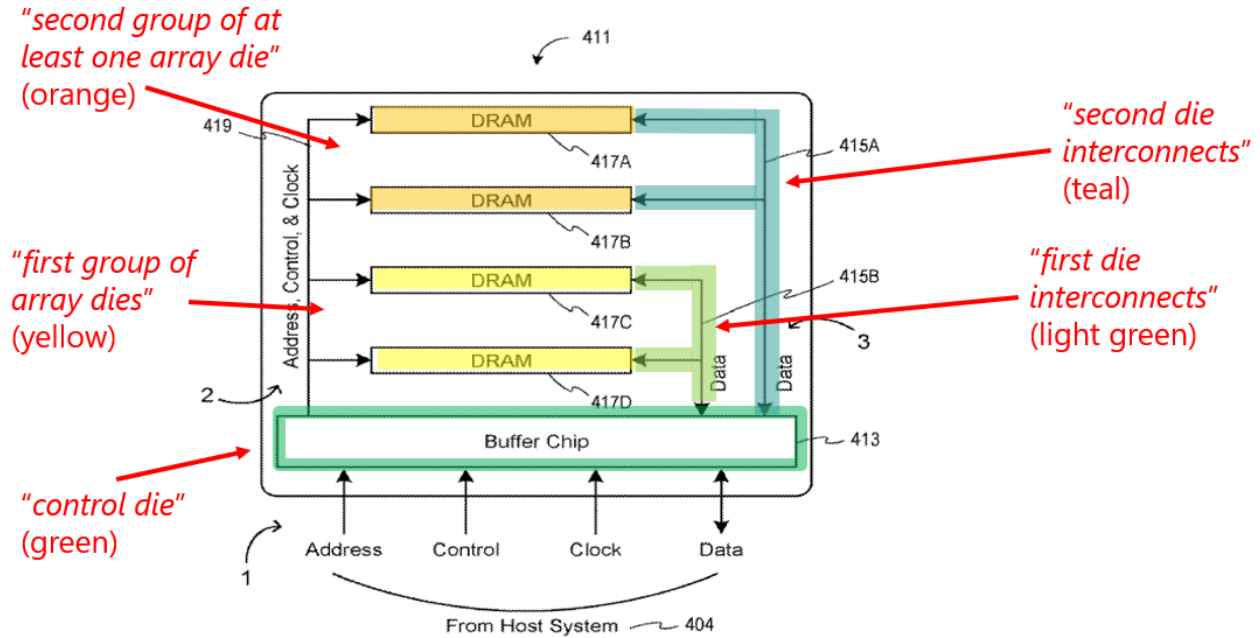 "second group of at
least one array die"
(orange)
411
419
DRAM
417A
415A
"second die
interconnects"
(teal)
DRAM
417B
Address, Control, & Clock
"first group of
array dies"
(yellow)
DRAM
417C
415B
"first die
interconnects"
(light green)
3
DRAM
417D
Data
Data
2
Buffer Chip
413
"control die"
(green)
1
Address
Control
Clock
Data
From Host System
404